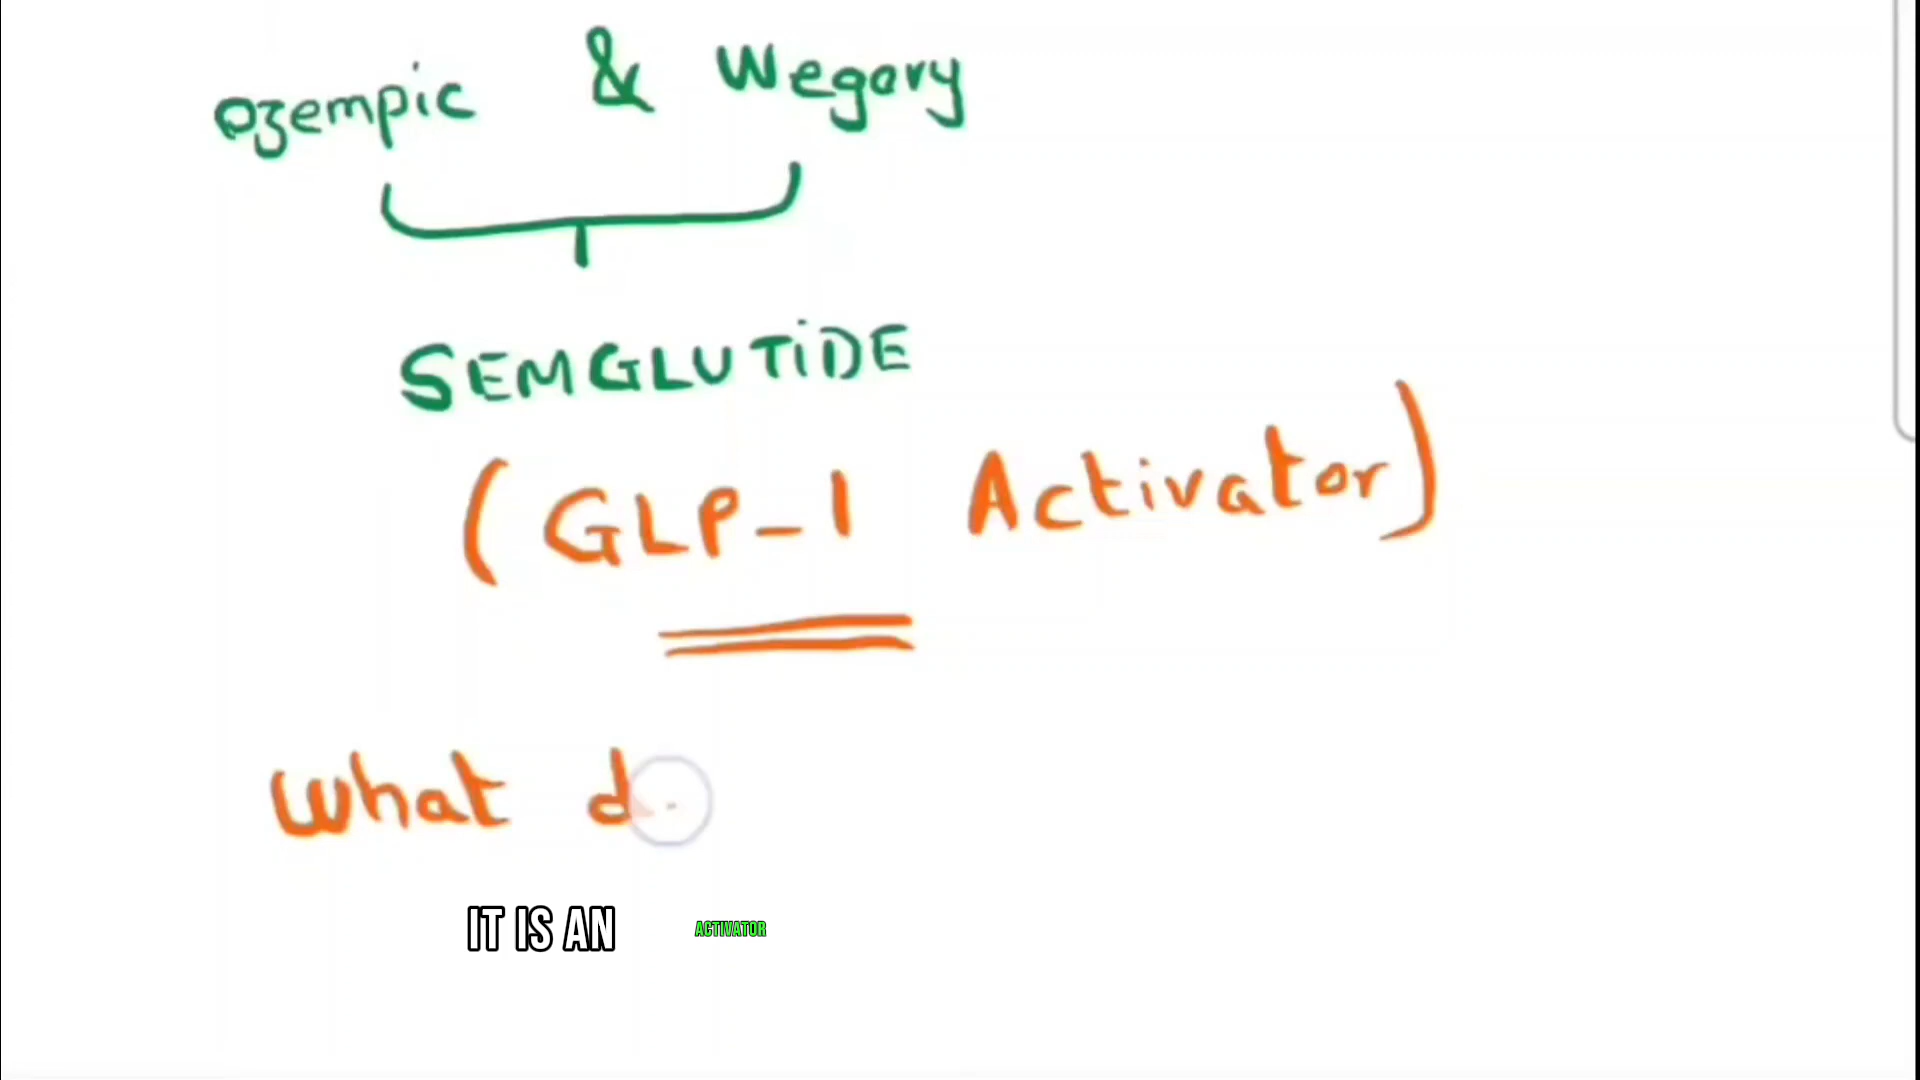 Ozempic & Wegovy
SEMGLUTIDE
(GLP-1 Activator)
What d
IT IS AN ACTIVATOR